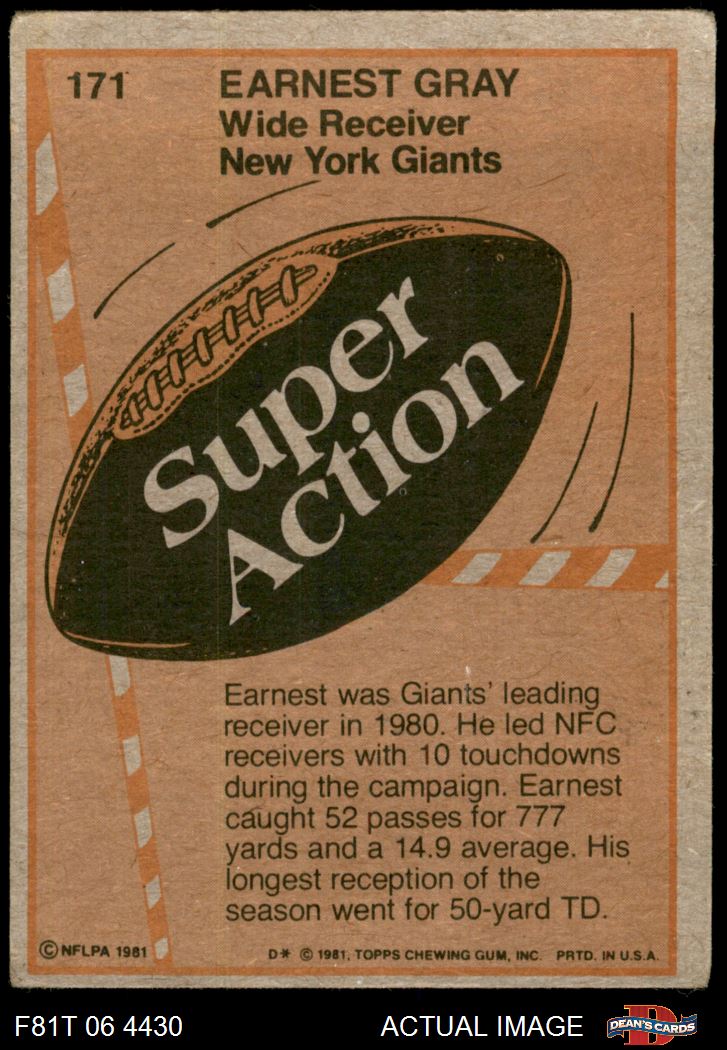 171
EARNEST GRAY
Wide Receiver
New York Giants
Super
Action
Earnest was Giants' leading
receiver in 1980. He led NFC
receivers with 10 touchdowns
during the campaign. Earnest
caught 52 passes for 777
yards and a 14.9 average. His
longest reception of the
season went for 50-yard TD.
© NFLPA 1981
D* © 1981, TOPPS CHEWING GUM, INC. PRTD. IN U.S.A.
F81T 06 4430
ACTUAL IMAGE
D
DEAN'S CARDS